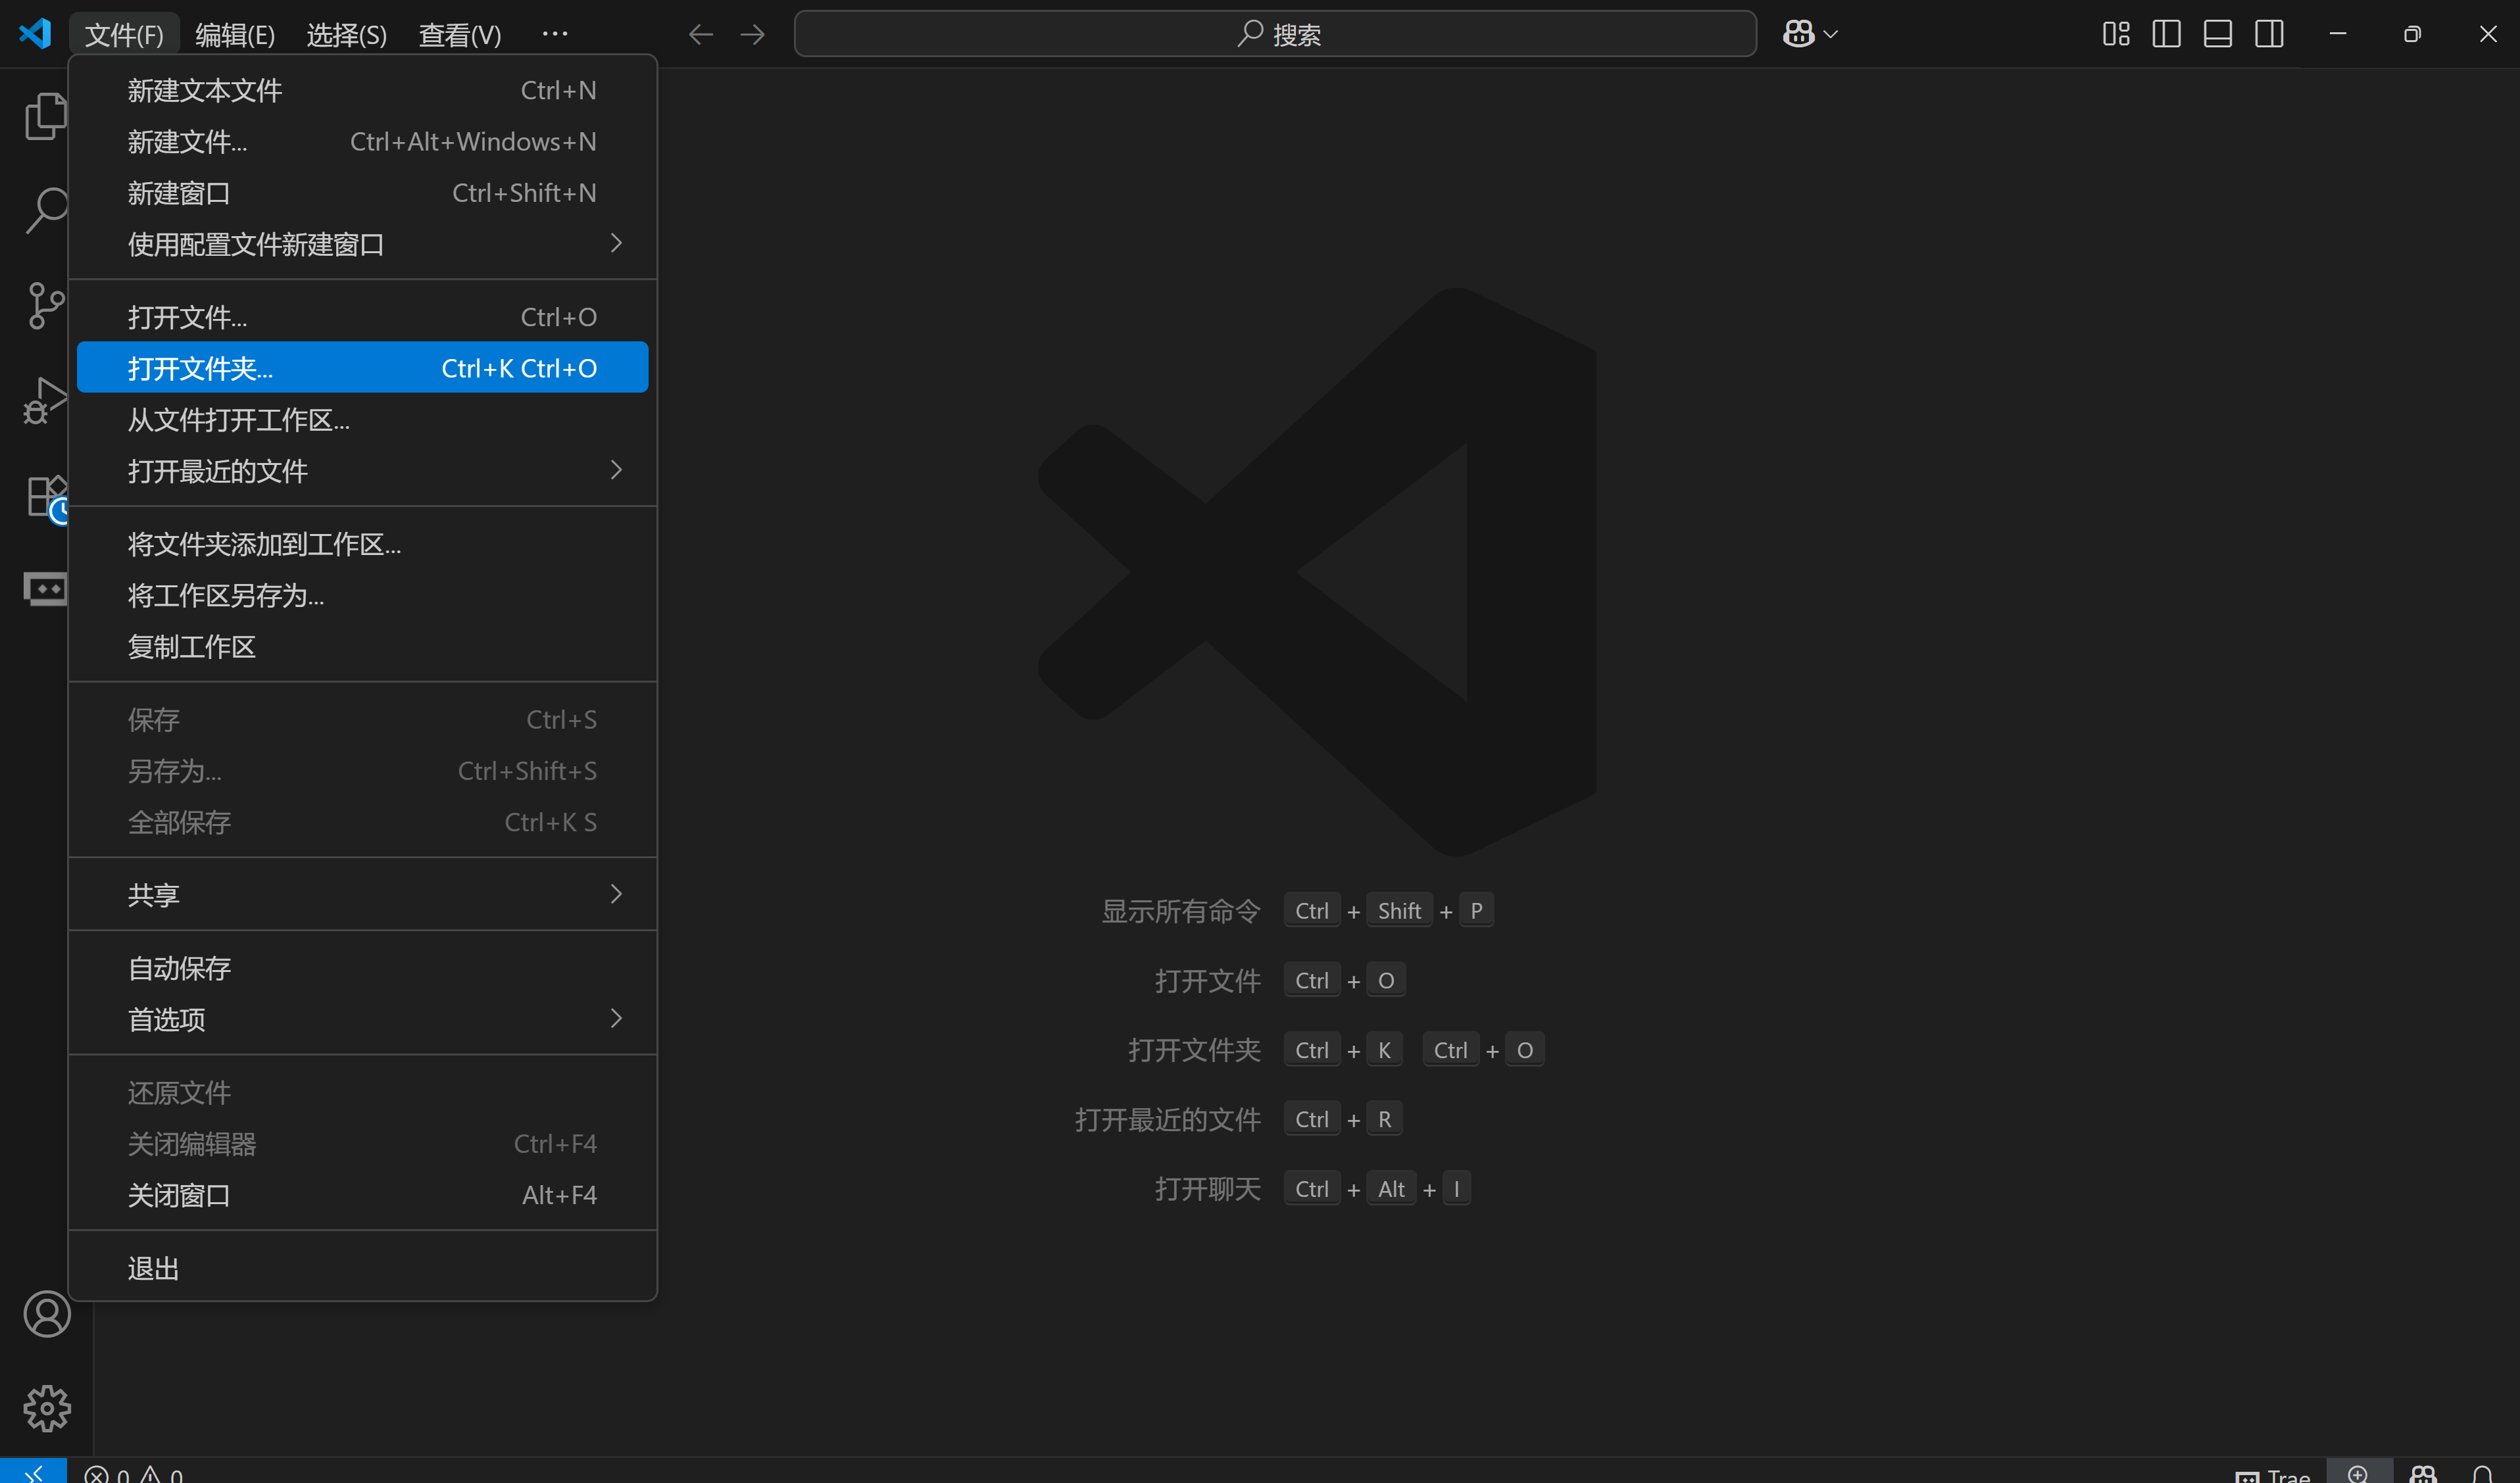 文件(F) 编辑(E) 选择(S) 查看(V) ··· 搜索
新建文本文件 Ctrl+N
新建文件... Ctrl+Alt+Windows+N
新建窗口 Ctrl+Shift+N
使用配置文件新建窗口
打开文件... Ctrl+O
打开文件夹... Ctrl+K Ctrl+O
从文件打开工作区...
打开最近的文件
将文件夹添加到工作区...
将工作区另存为...
复制工作区
保存 Ctrl+S
另存为... Ctrl+Shift+S
全部保存 Ctrl+K S
共享
自动保存
首选项
还原文件
关闭编辑器 Ctrl+F4
关闭窗口 Alt+F4
退出
显示所有命令 Ctrl + Shift + P
打开文件 Ctrl + O
打开文件夹 Ctrl + K Ctrl + O
打开最近的文件 Ctrl + R
打开聊天 Ctrl + Alt + I
0 0 Trae